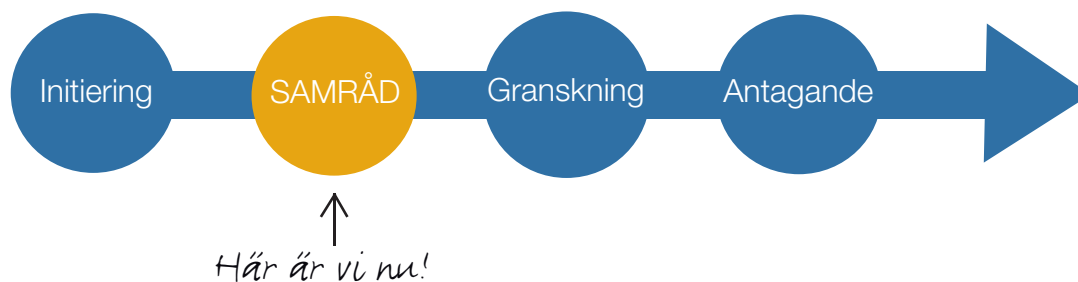 Initiering
SAMRÅD
Granskning
Antagande
Här är vi nu!